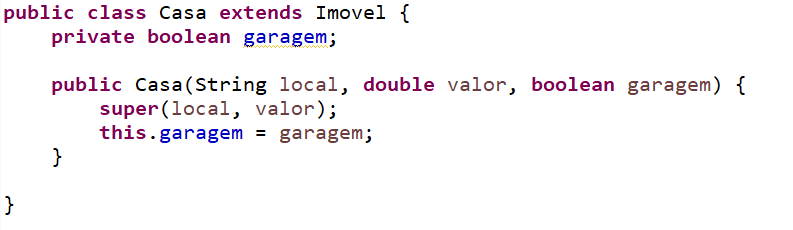 public class Casa extends Imovel {
private boolean garagem;
public Casa(String local, double valor, boolean garagem) {
super(local, valor);
this.garagem = garagem;
}
}